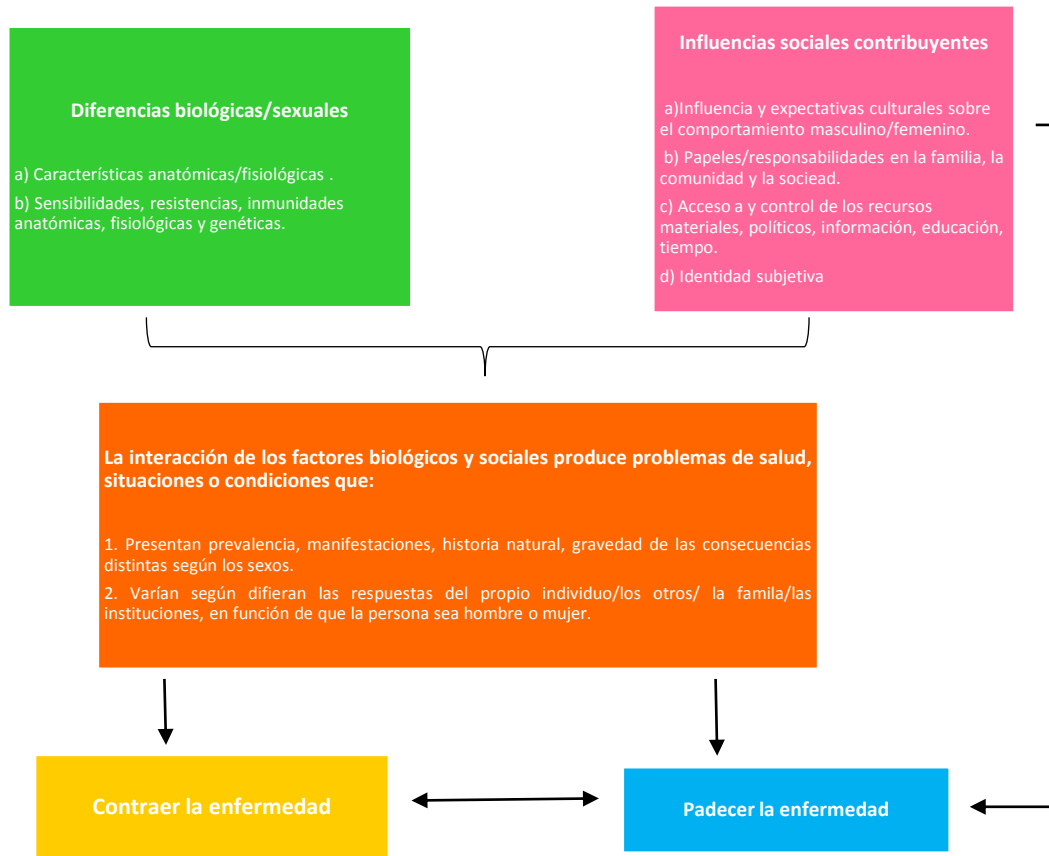 Diferencias biológicas/sexuales
a) Características anatómicas/fisiológicas .
b) Sensibilidades, resistencias, inmunidades
anatómicas, fisiológicas y genéticas.
Influencias sociales contribuyentes
a)Influencia y expectativas culturales sobre
el comportamiento masculino/femenino.
b) Papeles/responsabilidades en la familia, la
comunidad y la sociead.
c) Acceso a y control de los recursos
materiales, políticos, información, educación,
tiempo.
d) Identidad subjetiva
La interacción de los factores biológicos y sociales produce problemas de salud,
situaciones o condiciones que:
1. Presentan prevalencia, manifestaciones, historia natural, gravedad de las consecuencias
distintas según los sexos.
2. Varían según difieran las respuestas del propio individuo/los otros/ la famila/las
instituciones, en función de que la persona sea hombre o mujer.
Contraer la enfermedad
Padecer la enfermedad